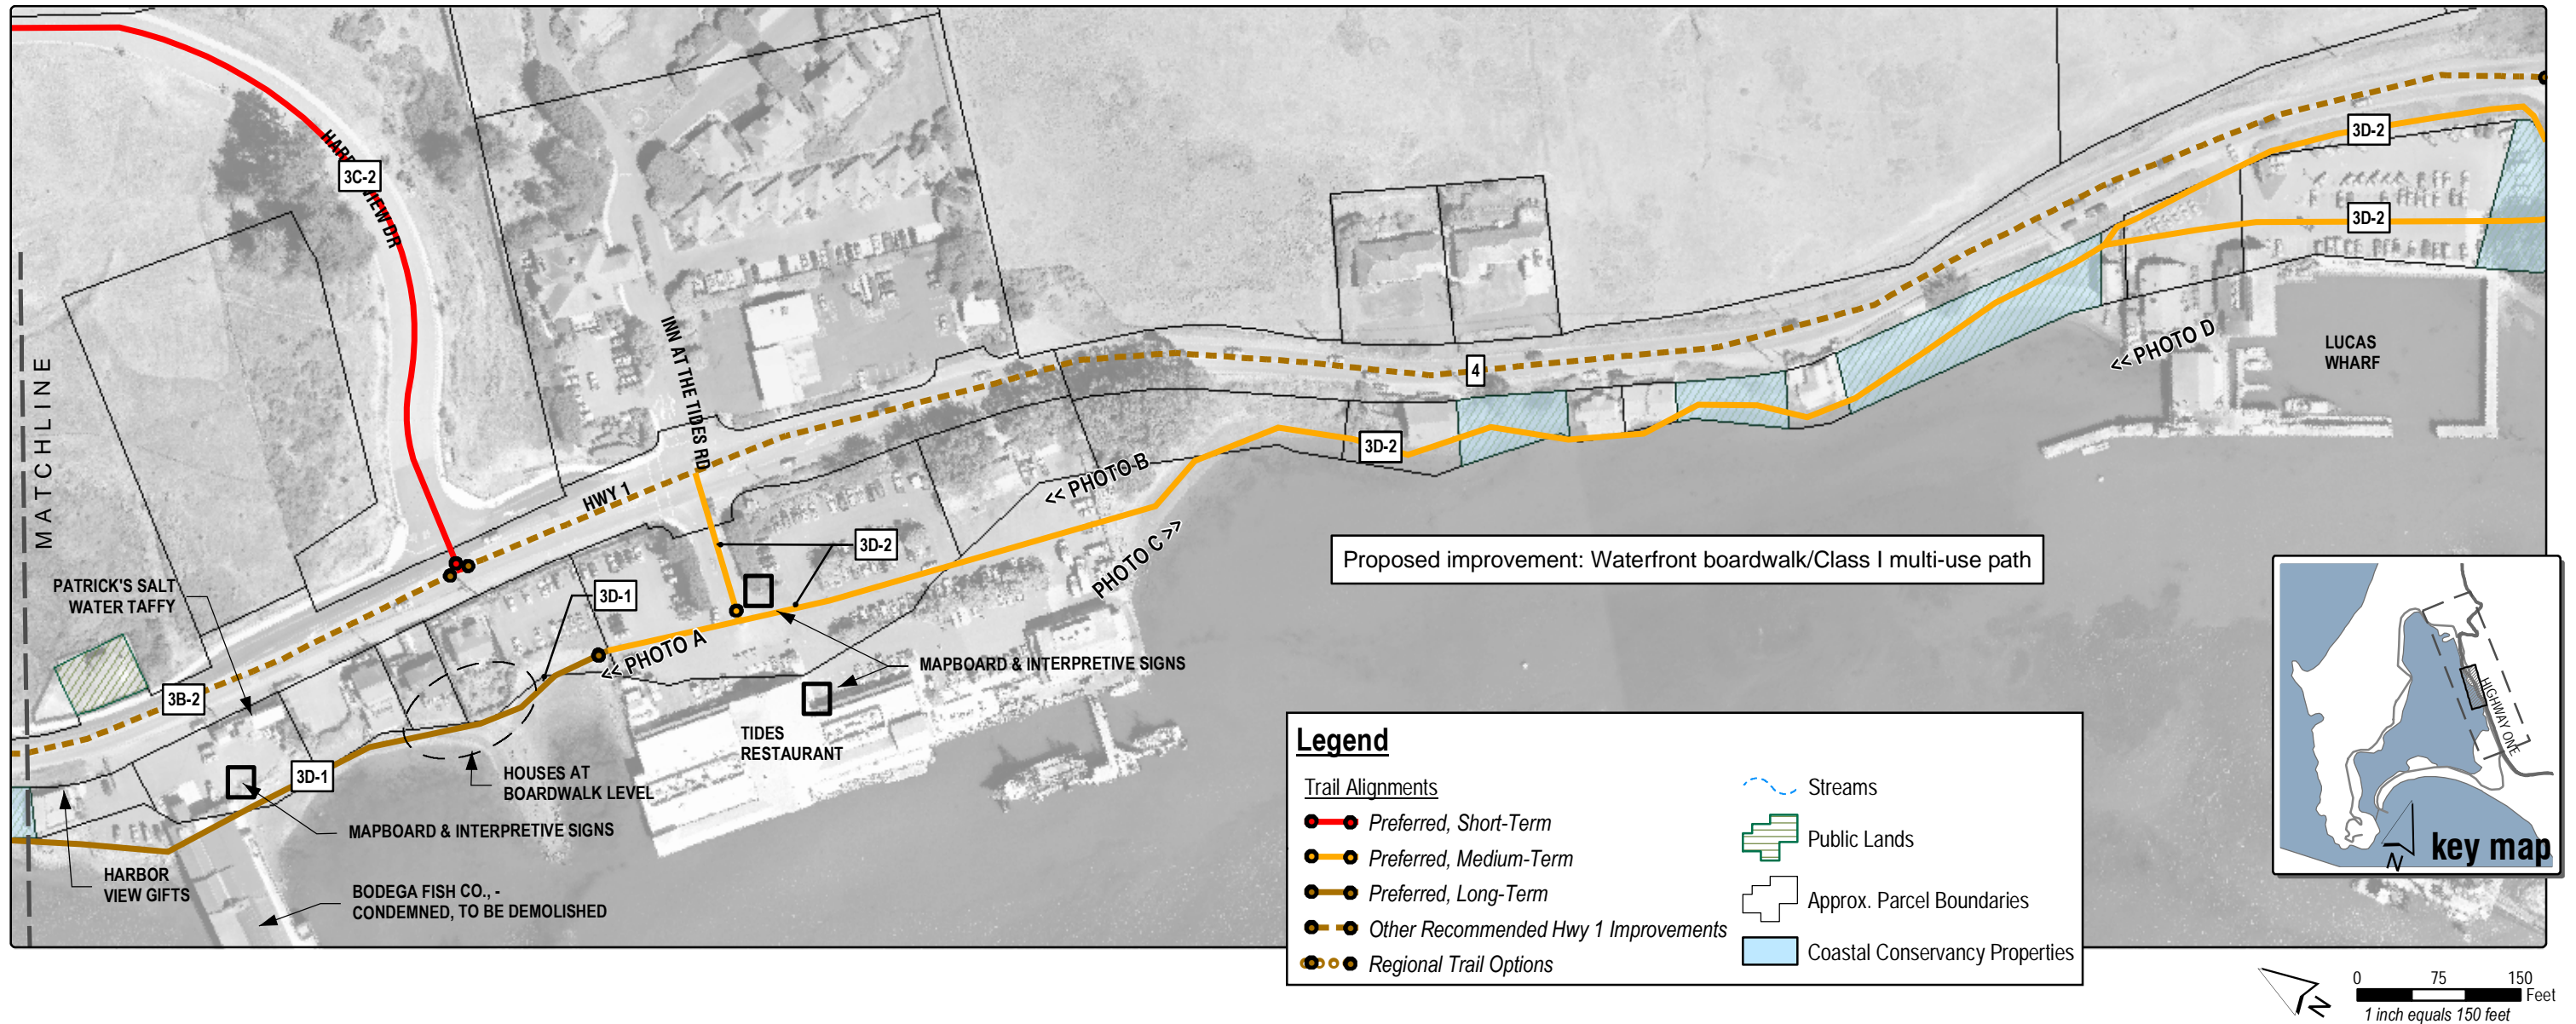 3C-2
HARBORVIEW DR
MATCHLINE
INN AT THE TIDES RD
HWY 1
PATRICK'S SALT
WATER TAFFY
3B-2
3D-1
3D-1
HOUSES AT
BOARDWALK LEVEL
MAPBOARD & INTERPRETIVE SIGNS
HARBOR
VIEW GIFTS
BODEGA FISH CO., -
CONDEMNED, TO BE DEMOLISHED
<< PHOTO A
TIDES
RESTAURANT
MAPBOARD & INTERPRETIVE SIGNS
3D-2
<< PHOTO B
PHOTO C >>
3D-2
4
3D-2
3D-2
<< PHOTO D
LUCAS
WHARF
Proposed improvement: Waterfront boardwalk/Class I multi-use path
Legend
Trail Alignments
Preferred, Short-Term
Preferred, Medium-Term
Preferred, Long-Term
Other Recommended Hwy 1 Improvements
Regional Trail Options
Streams
Public Lands
Approx. Parcel Boundaries
Coastal Conservancy Properties
HIGHWAY ONE
N
key map
N
0 75 150
Feet
1 inch equals 150 feet